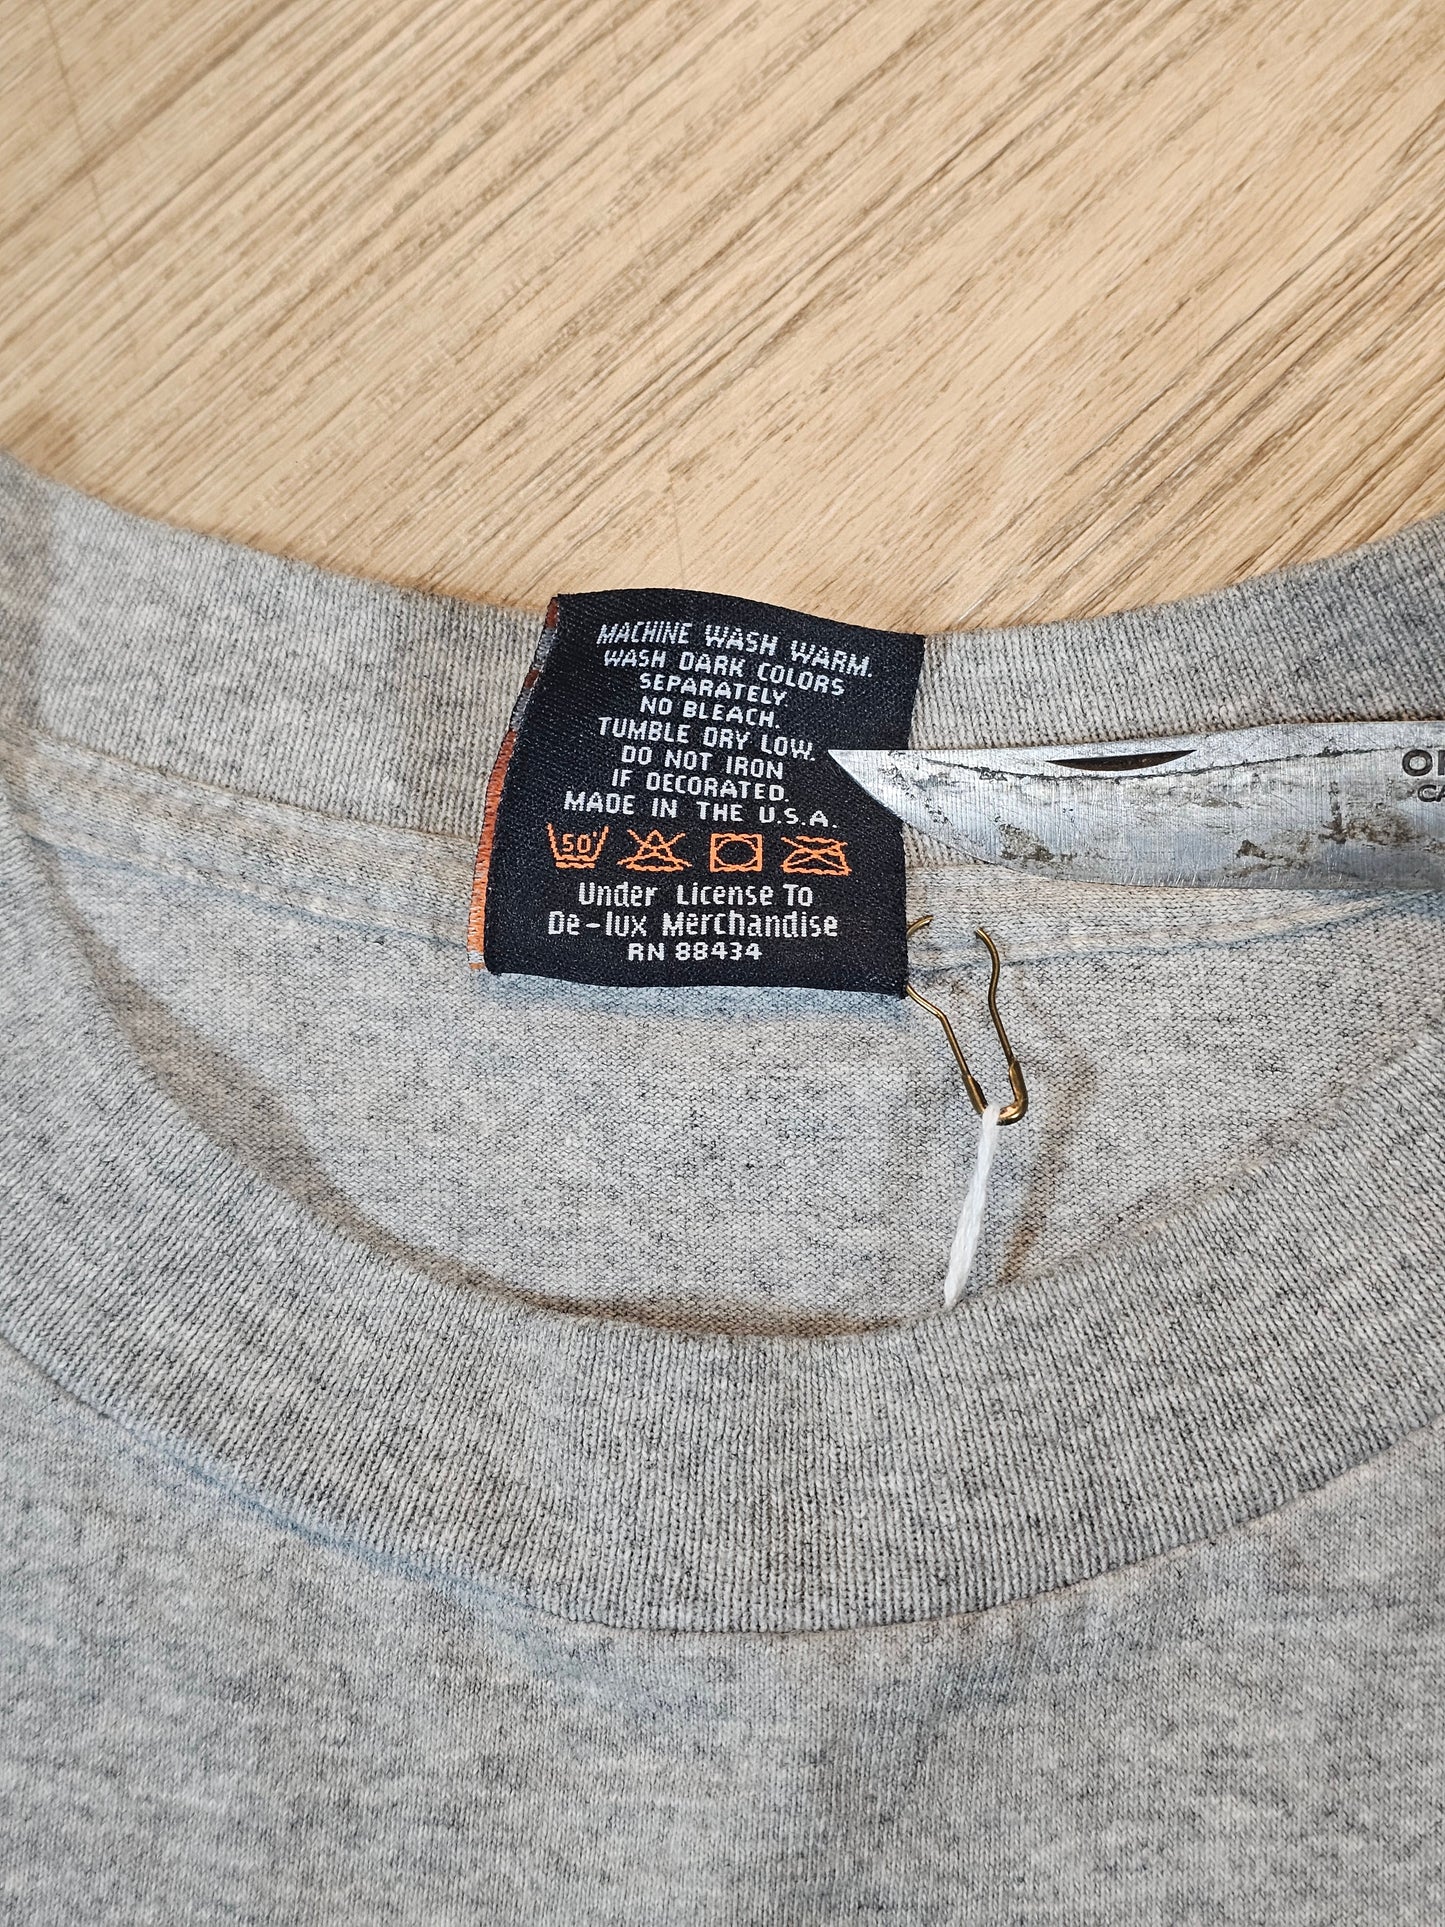 MACHINE WASH WARM.
WASH DARK COLORS
SEPARATELY.
NO BLEACH.
TUMBLE DRY LOW.
DO NOT IRON
IF DECORATED.
MADE IN THE U.S.A.
50°
Under License To
De-lux Merchandise
RN 88434